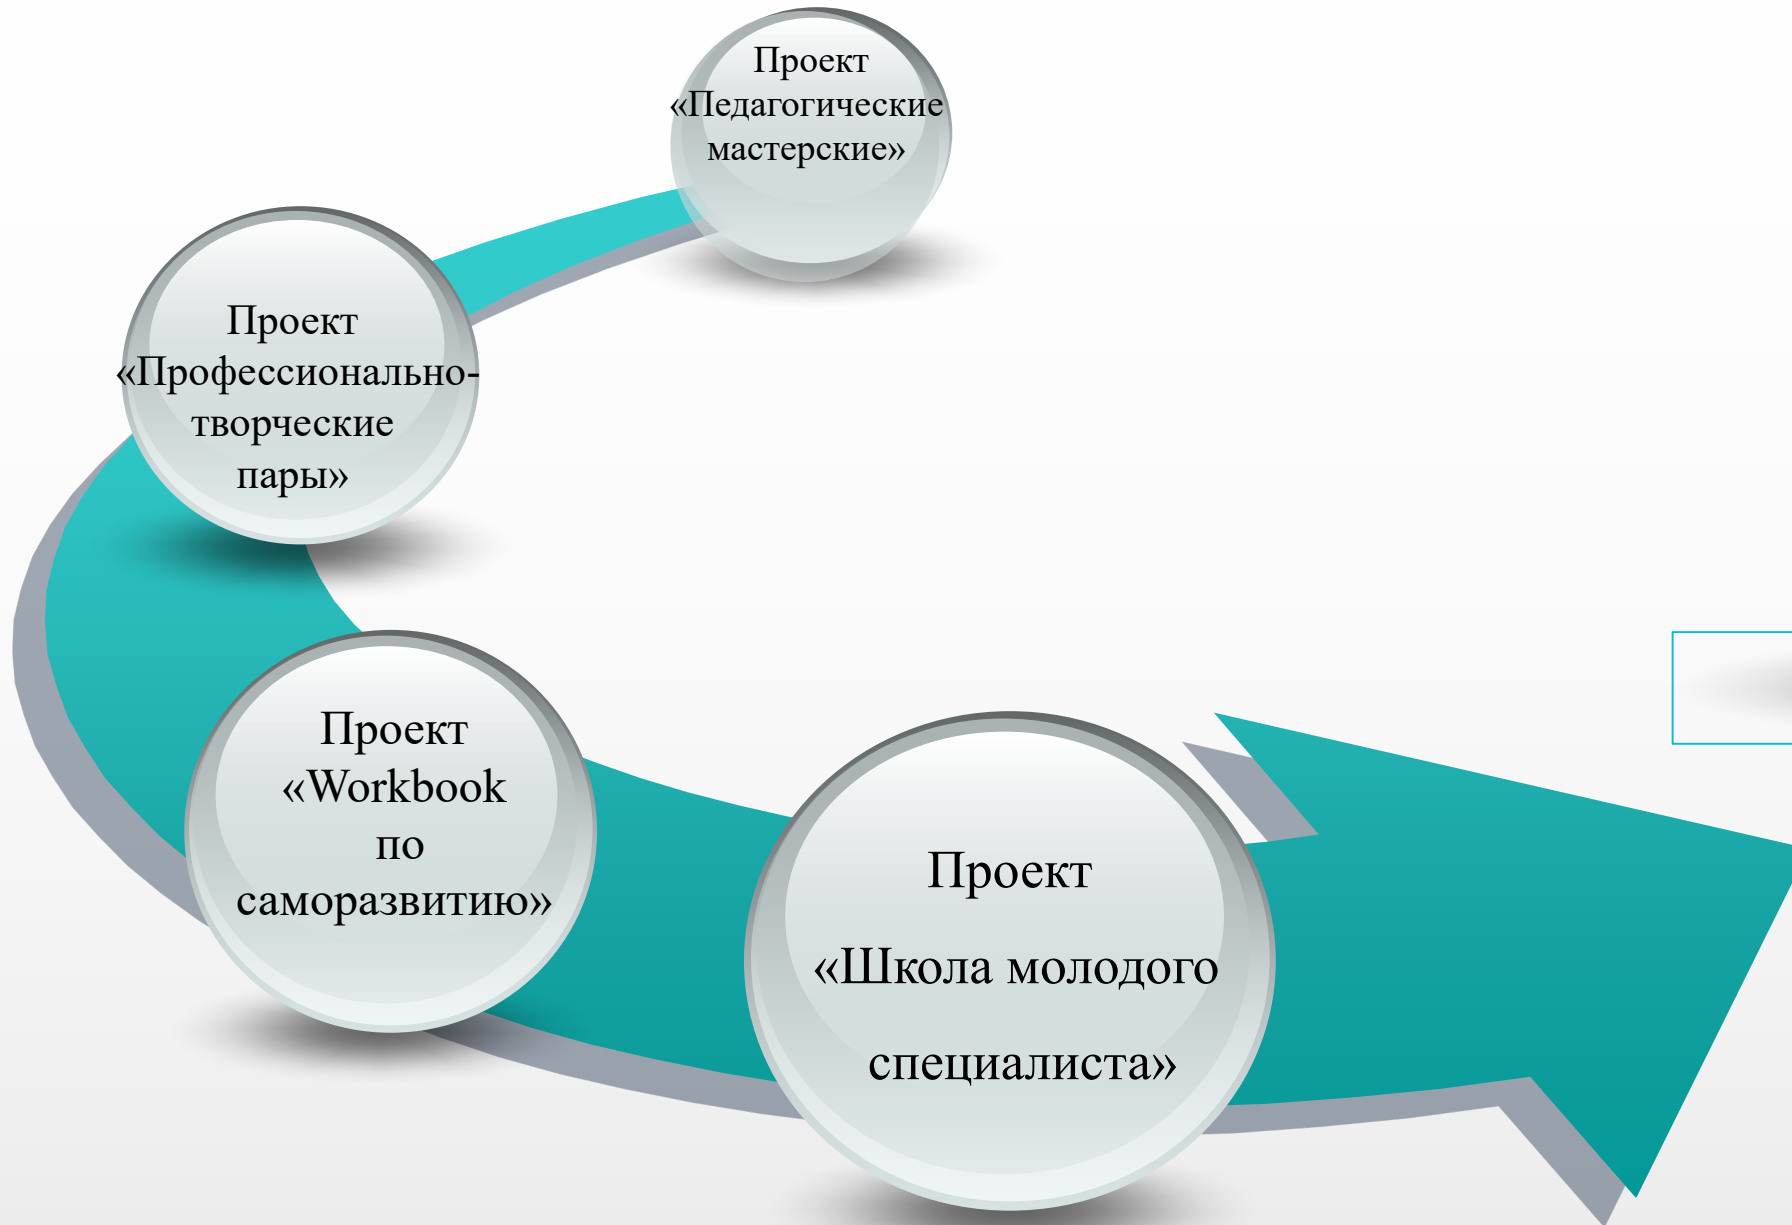 Проект
«Педагогические
мастерские»
Проект
«Профессионально-
творческие
пары»
Проект
«Workbook
по
саморазвитию»
Проект
«Школа молодого
специалиста»